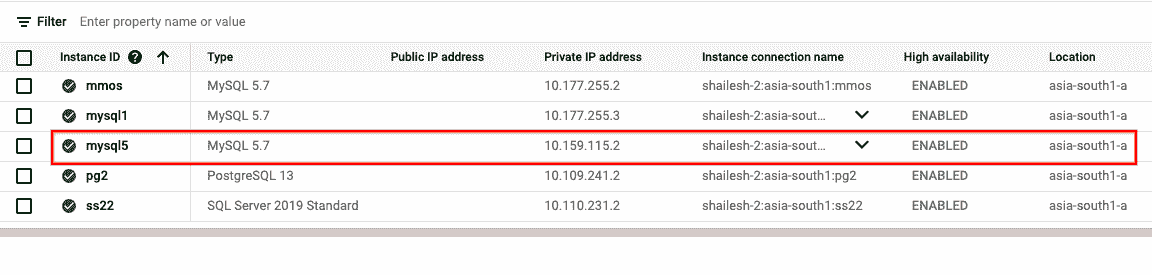 Filter Enter property name or value
Instance ID ? Type Public IP address Private IP address Instance connection name High availability Location
mmos MySQL 5.7 10.177.255.2 shailesh-2:asia-south1:mmos ENABLED asia-south1-a
mysql1 MySQL 5.7 10.177.255.3 shailesh-2:asia-sout... ENABLED asia-south1-a
mysql5 MySQL 5.7 10.159.115.2 shailesh-2:asia-sout... ENABLED asia-south1-a
pg2 PostgreSQL 13 10.109.241.2 shailesh-2:asia-south1:pg2 ENABLED asia-south1-a
ss22 SQL Server 2019 Standard 10.110.231.2 shailesh-2:asia-south1:ss22 ENABLED asia-south1-a